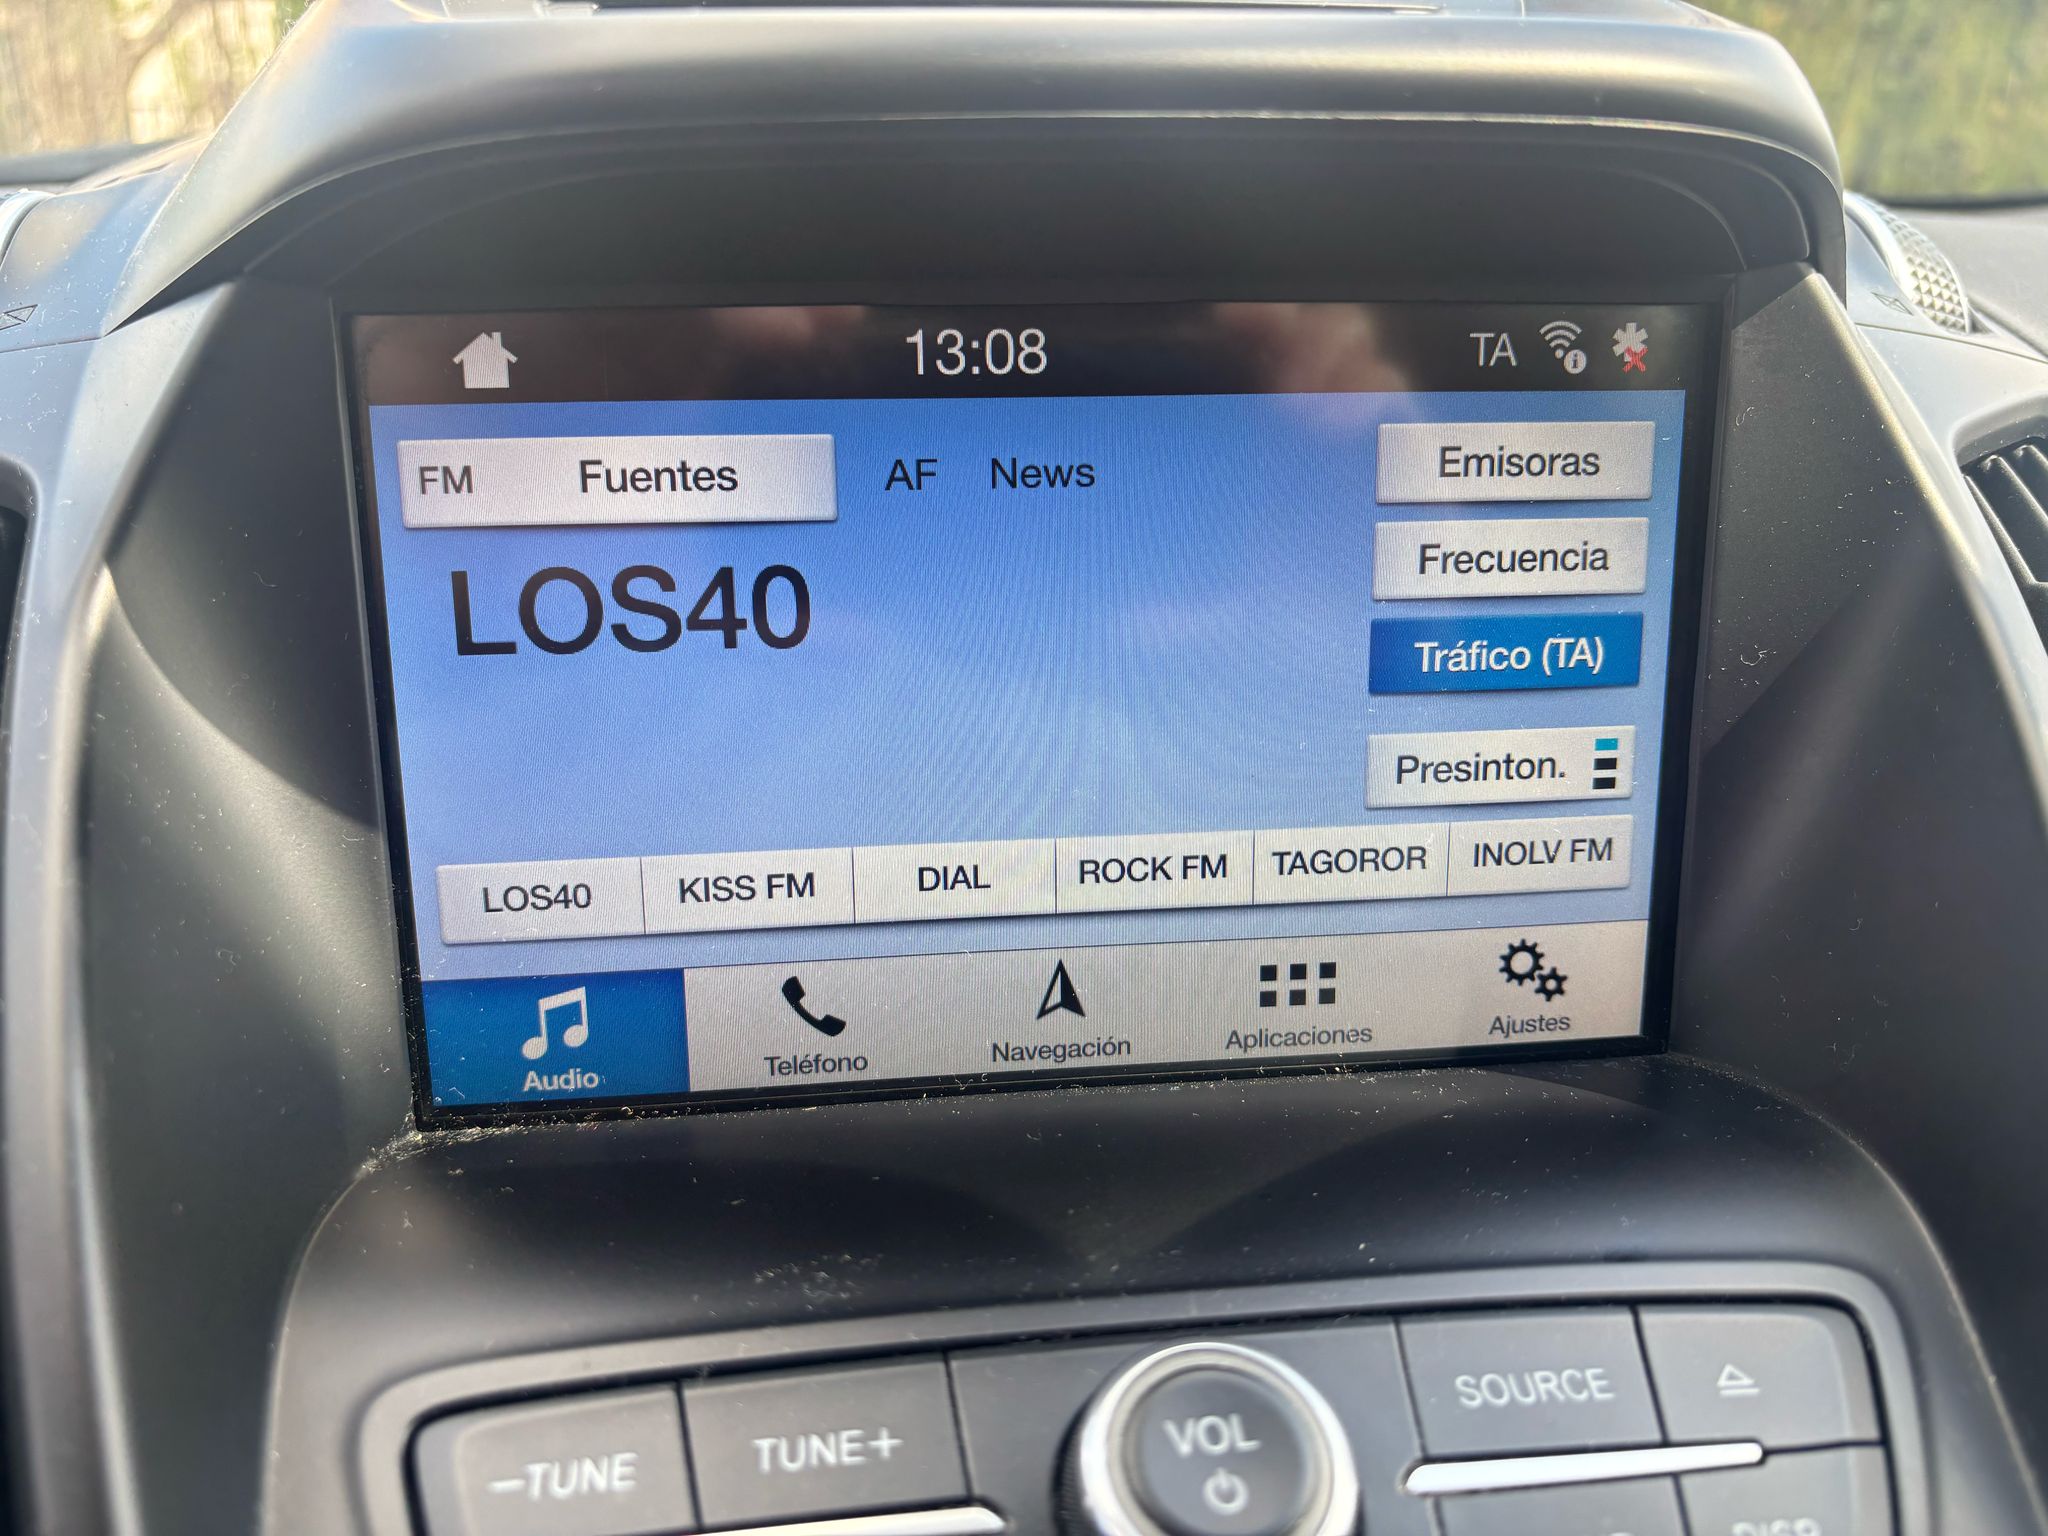 13:08 TA
FM Fuentes AF News
Emisoras
Frecuencia
LOS40
Tráfico (TA)
Presinton.
LOS40 KISS FM DIAL ROCK FM TAGOROR INOLV FM
Audio Teléfono Navegación Aplicaciones Ajustes
-TUNE TUNE+ VOL SOURCE
DISP